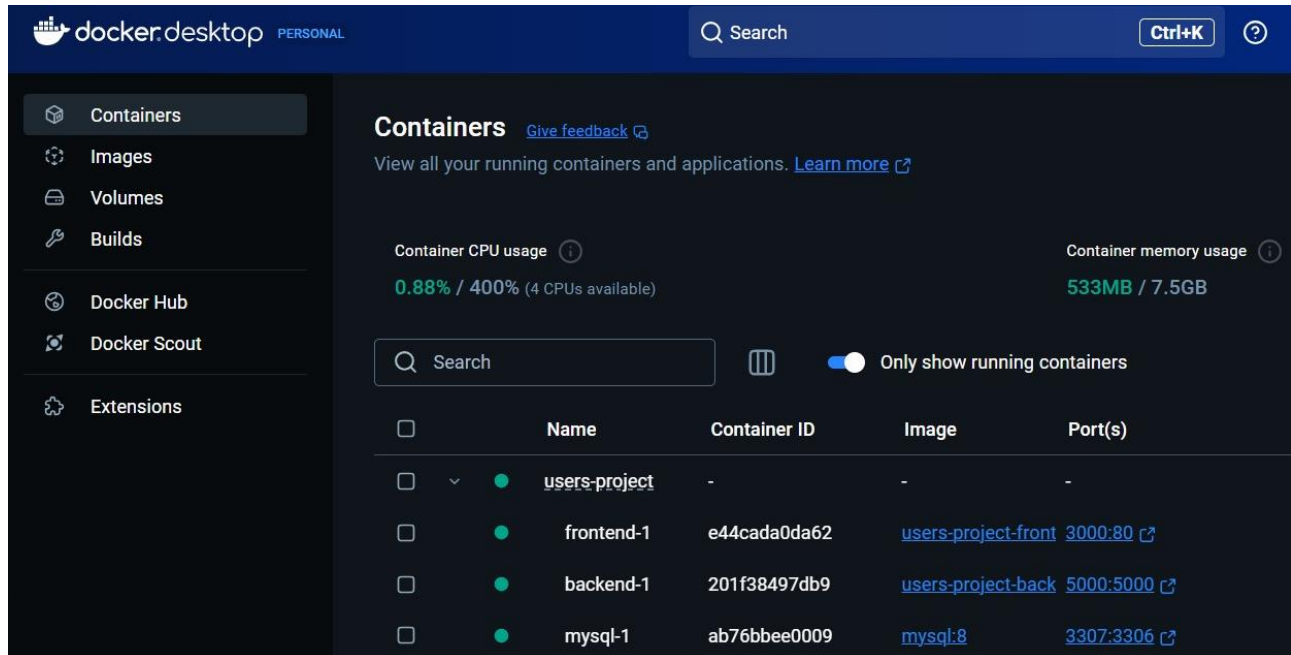 docker.desktop PERSONAL
Search
Ctrl+K
Containers
Images
Volumes
Builds
Docker Hub
Docker Scout
Extensions
Containers Give feedback
View all your running containers and applications. Learn more
Container CPU usage
0.88% / 400% (4 CPUs available)
Container memory usage
533MB / 7.5GB
Search
Only show running containers
Name Container ID Image Port(s)
users-project - - -
frontend-1 e44cada0da62 users-project-front 3000:80
backend-1 201f38497db9 users-project-back 5000:5000
mysql-1 ab76bbee0009 mysql:8 3307:3306